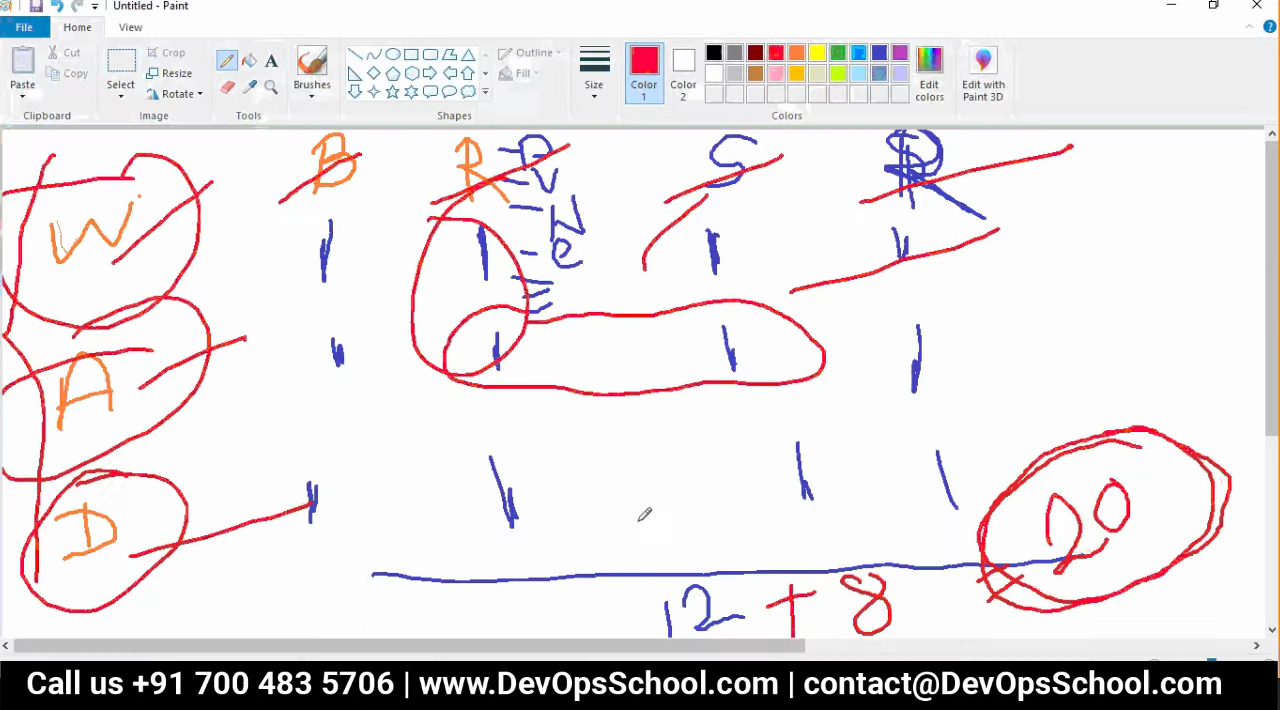 Untitled - Paint
File Home View
Paste
Cut
Copy
Clipboard
Select
Crop
Resize
Rotate
Image
Tools
Brushes
Outline
Fill
Shapes
Size
Color 1
Color 2
Edit colors
Edit with Paint 3D
Colors
B R S
W
A
D
12 + 8
20
Call us +91 700 483 5706 | www.DevOpsSchool.com | contact@DevOpsSchool.com